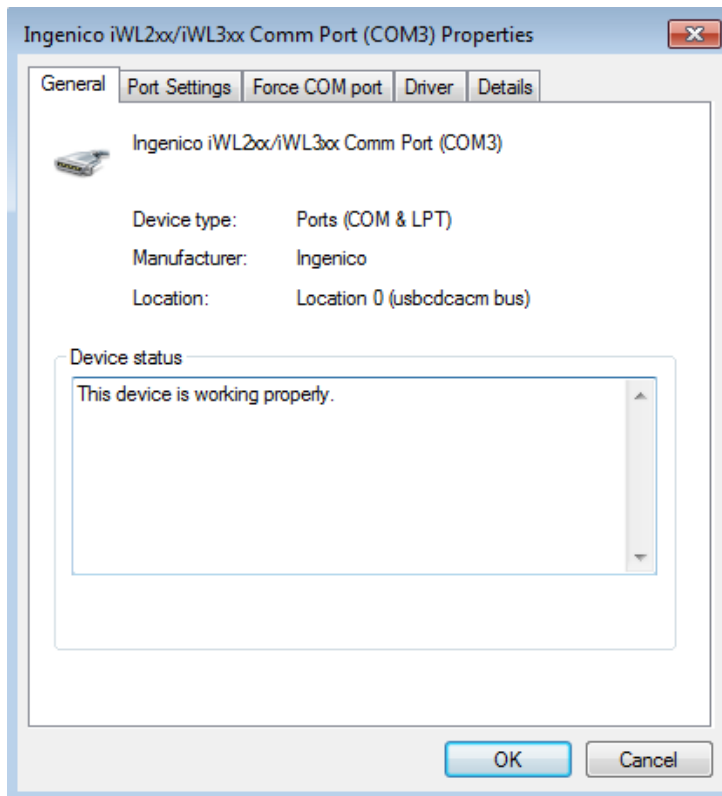 Ingenico iWL2xx/iWL3xx Comm Port (COM3) Properties
General Port Settings Force COM port Driver Details
Ingenico iWL2xx/iWL3xx Comm Port (COM3)
Device type: Ports (COM & LPT)
Manufacturer: Ingenico
Location: Location 0 (usbcdcacm bus)
Device status
This device is working properly.
OK Cancel